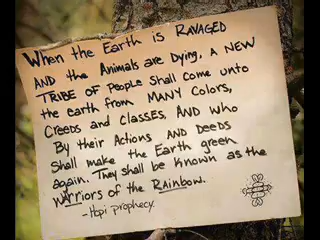 When the Earth is RAVAGED
AND the Animals are Dying, A NEW
TRIBE OF PEOPLE Shall Come unto
the earth from MANY Colors,
Creeds and CLASSES, AND WHO
By their Actions AND DEEDS
Shall make the Earth green
again. They shall be Known as the
WARRiors of the RAINBOW.
-Hopi prophecy